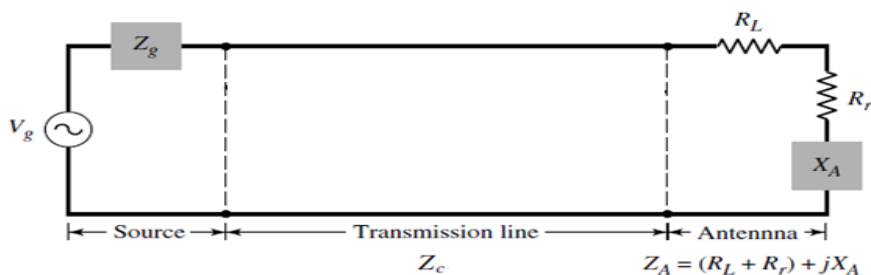 R_L
Z_g
V_g
R_r
X_A
Source
Transmission line
Antennna
Z_c
Z_A = (R_L + R_r) + jX_A